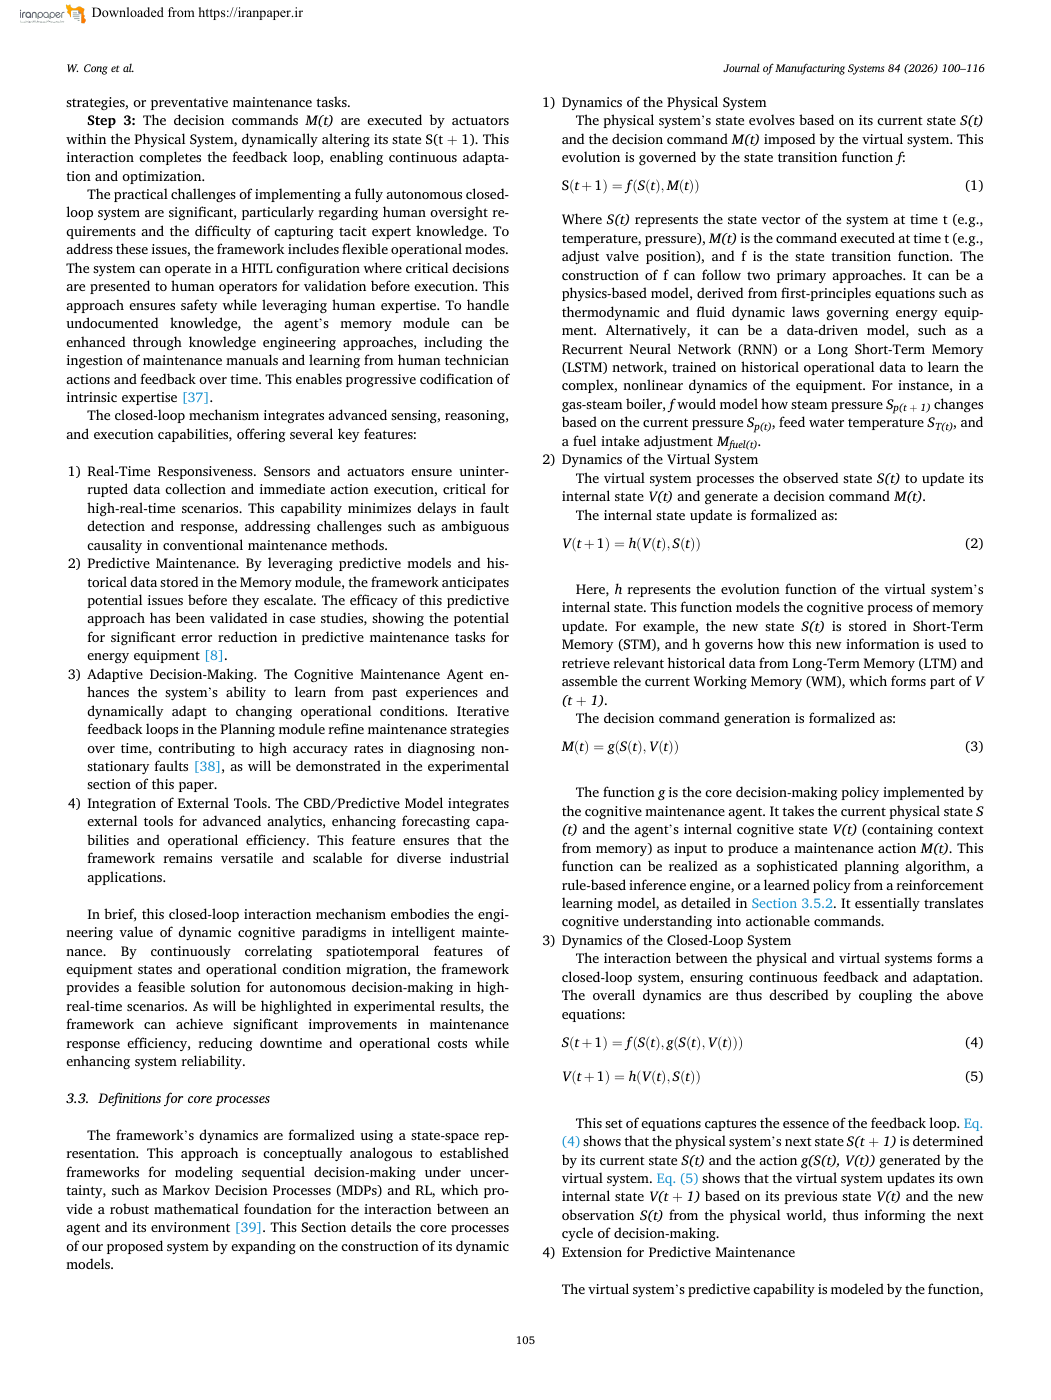 iranpaper
Downloaded from https://iranpaper.ir
W. Cong et al.
Journal of Manufacturing Systems 84 (2026) 100–116
strategies, or preventative maintenance tasks.
Step 3: The decision commands M(t) are executed by actuators
within the Physical System, dynamically altering its state S(t + 1). This
interaction completes the feedback loop, enabling continuous adapta-
tion and optimization.
The practical challenges of implementing a fully autonomous closed-
loop system are significant, particularly regarding human oversight re-
quirements and the difficulty of capturing tacit expert knowledge. To
address these issues, the framework includes flexible operational modes.
The system can operate in a HITL configuration where critical decisions
are presented to human operators for validation before execution. This
approach ensures safety while leveraging human expertise. To handle
undocumented knowledge, the agent's memory module can be
enhanced through knowledge engineering approaches, including the
ingestion of maintenance manuals and learning from human technician
actions and feedback over time. This enables progressive codification of
intrinsic expertise [37].
The closed-loop mechanism integrates advanced sensing, reasoning,
and execution capabilities, offering several key features:
1) Real-Time Responsiveness. Sensors and actuators ensure uninter-
rupted data collection and immediate action execution, critical for
high-real-time scenarios. This capability minimizes delays in fault
detection and response, addressing challenges such as ambiguous
causality in conventional maintenance methods.
2) Predictive Maintenance. By leveraging predictive models and his-
torical data stored in the Memory module, the framework anticipates
potential issues before they escalate. The efficacy of this predictive
approach has been validated in case studies, showing the potential
for significant error reduction in predictive maintenance tasks for
energy equipment [8].
3) Adaptive Decision-Making. The Cognitive Maintenance Agent en-
hances the system's ability to learn from past experiences and
dynamically adapt to changing operational conditions. Iterative
feedback loops in the Planning module refine maintenance strategies
over time, contributing to high accuracy rates in diagnosing non-
stationary faults [38], as will be demonstrated in the experimental
section of this paper.
4) Integration of External Tools. The CBD/Predictive Model integrates
external tools for advanced analytics, enhancing forecasting capa-
bilities and operational efficiency. This feature ensures that the
framework remains versatile and scalable for diverse industrial
applications.
In brief, this closed-loop interaction mechanism embodies the engi-
neering value of dynamic cognitive paradigms in intelligent mainte-
nance. By continuously correlating spatiotemporal features of
equipment states and operational condition migration, the framework
provides a feasible solution for autonomous decision-making in high-
real-time scenarios. As will be highlighted in experimental results, the
framework can achieve significant improvements in maintenance
response efficiency, reducing downtime and operational costs while
enhancing system reliability.
3.3. Definitions for core processes
The framework's dynamics are formalized using a state-space rep-
resentation. This approach is conceptually analogous to established
frameworks for modeling sequential decision-making under uncer-
tainty, such as Markov Decision Processes (MDPs) and RL, which pro-
vide a robust mathematical foundation for the interaction between an
agent and its environment [39]. This Section details the core processes
of our proposed system by expanding on the construction of its dynamic
models.
1) Dynamics of the Physical System
The physical system's state evolves based on its current state S(t)
and the decision command M(t) imposed by the virtual system. This
evolution is governed by the state transition function f:
S(t + 1) = f(S(t), M(t)) (1)
Where S(t) represents the state vector of the system at time t (e.g.,
temperature, pressure), M(t) is the command executed at time t (e.g.,
adjust valve position), and f is the state transition function. The
construction of f can follow two primary approaches. It can be a
physics-based model, derived from first-principles equations such as
thermodynamic and fluid dynamic laws governing energy equip-
ment. Alternatively, it can be a data-driven model, such as a
Recurrent Neural Network (RNN) or a Long Short-Term Memory
(LSTM) network, trained on historical operational data to learn the
complex, nonlinear dynamics of the equipment. For instance, in a
gas-steam boiler, f would model how steam pressure Sp(t + 1) changes
based on the current pressure Sp(t), feed water temperature ST(t), and
a fuel intake adjustment Mfuel(t).
2) Dynamics of the Virtual System
The virtual system processes the observed state S(t) to update its
internal state V(t) and generate a decision command M(t).
The internal state update is formalized as:
V(t + 1) = h(V(t), S(t)) (2)
Here, h represents the evolution function of the virtual system's
internal state. This function models the cognitive process of memory
update. For example, the new state S(t) is stored in Short-Term
Memory (STM), and h governs how this new information is used to
retrieve relevant historical data from Long-Term Memory (LTM) and
assemble the current Working Memory (WM), which forms part of V
(t + 1).
The decision command generation is formalized as:
M(t) = g(S(t), V(t)) (3)
The function g is the core decision-making policy implemented by
the cognitive maintenance agent. It takes the current physical state S
(t) and the agent's internal cognitive state V(t) (containing context
from memory) as input to produce a maintenance action M(t). This
function can be realized as a sophisticated planning algorithm, a
rule-based inference engine, or a learned policy from a reinforcement
learning model, as detailed in Section 3.5.2. It essentially translates
cognitive understanding into actionable commands.
3) Dynamics of the Closed-Loop System
The interaction between the physical and virtual systems forms a
closed-loop system, ensuring continuous feedback and adaptation.
The overall dynamics are thus described by coupling the above
equations:
S(t + 1) = f(S(t), g(S(t), V(t))) (4)
V(t + 1) = h(V(t), S(t)) (5)
This set of equations captures the essence of the feedback loop. Eq.
(4) shows that the physical system's next state S(t + 1) is determined
by its current state S(t) and the action g(S(t), V(t)) generated by the
virtual system. Eq. (5) shows that the virtual system updates its own
internal state V(t + 1) based on its previous state V(t) and the new
observation S(t) from the physical world, thus informing the next
cycle of decision-making.
4) Extension for Predictive Maintenance
The virtual system's predictive capability is modeled by the function,
105